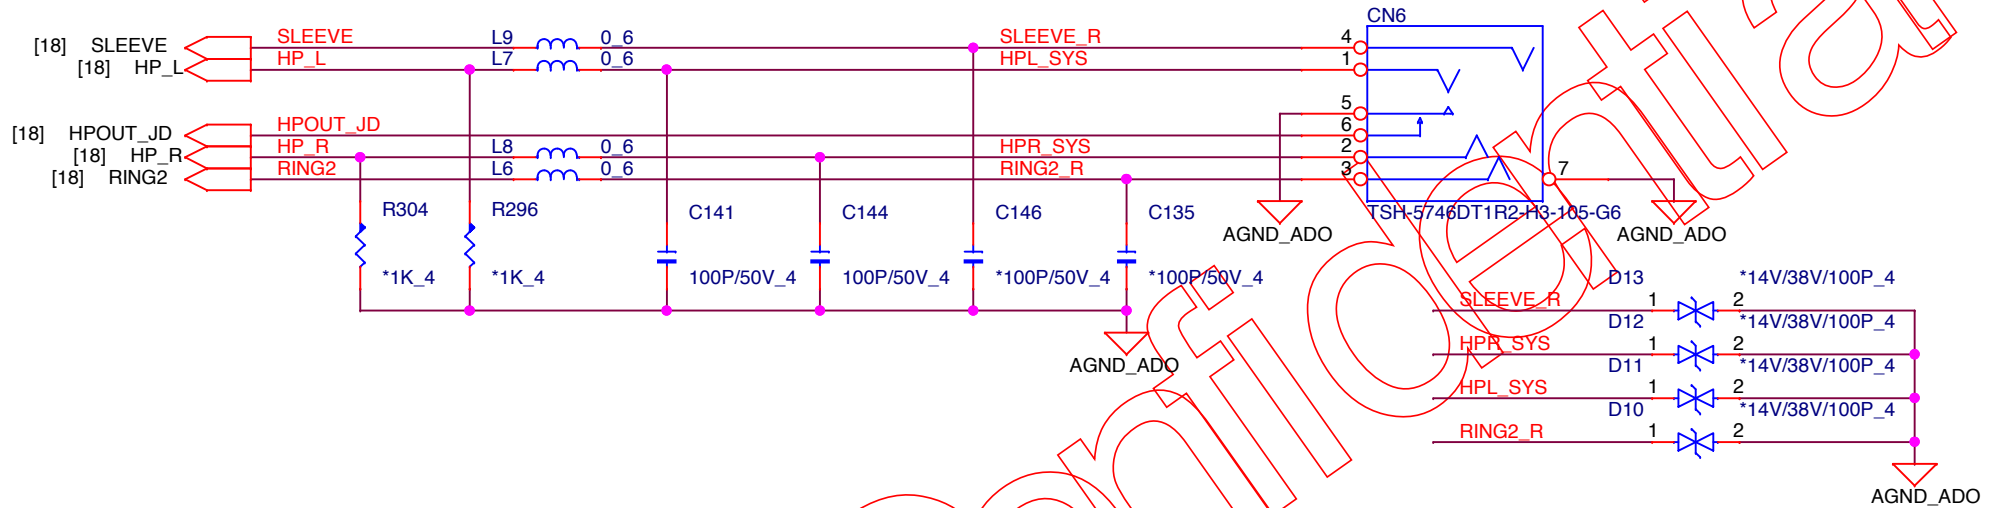 CN6
[18] SLEEVE SLEEVE L9 0_6 SLEEVE_R 4
[18] HP_L HP_L L7 0_6 HPL_SYS 1
5
[18] HPOUT_JD HPOUT_JD 6
[18] HP_R HP_R L8 0_6 HPR_SYS 2
[18] RING2 RING2 L6 0_6 RING2_R 3 7
R304 R296 C141 C144 C146 C135 TSH-5746DT1R2-H3-105-G6
AGND_ADO AGND_ADO
*1K_4 *1K_4 100P/50V_4 100P/50V_4 *100P/50V_4 *100P/50V_4
D13 *14V/38V/100P_4
SLEEVE_R 1 2
D12 *14V/38V/100P_4
HPR_SYS 1 2
AGND_ADO D11 *14V/38V/100P_4
HPL_SYS 1 2
D10 *14V/38V/100P_4
RING2_R 1 2
AGND_ADO